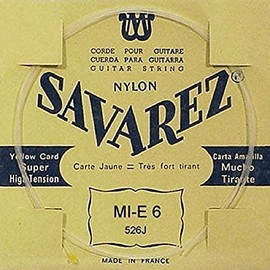 CORDE POUR GUITARE
CUERDA PARA GUITARRA
GUITAR STRING
NYLON
SAVAREZ
Yellow Card
Super
High Tension
Carte Jaune = Très fort tirant
Carta Amarilla
Mucho
Tirante
MI-E 6
526J
MADE IN FRANCE